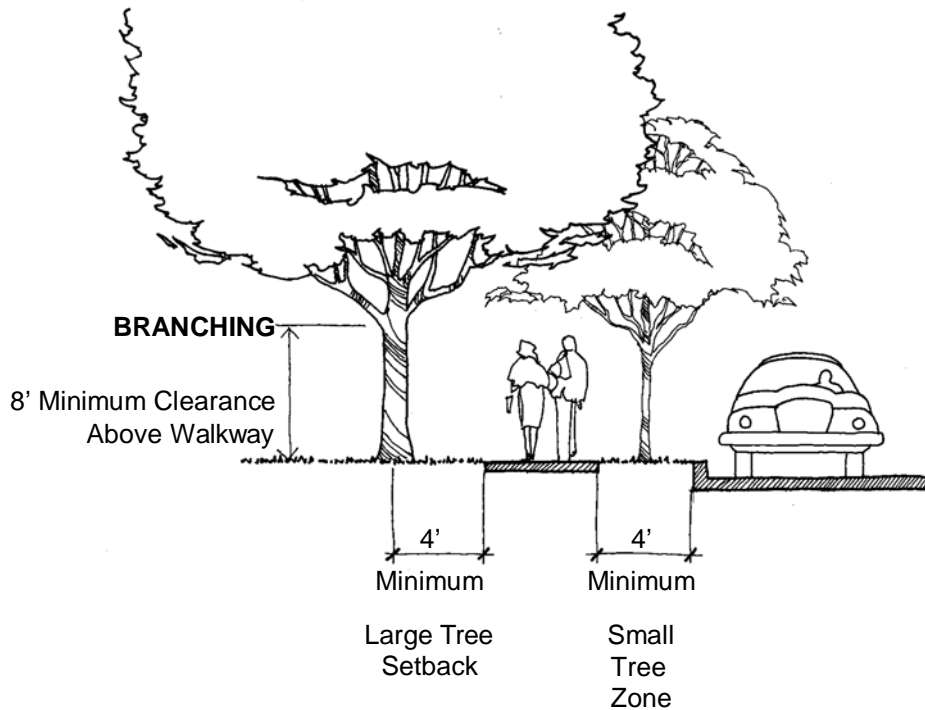 BRANCHING
8’ Minimum Clearance
Above Walkway
4’
Minimum
Large Tree
Setback
4’
Minimum
Small
Tree
Zone